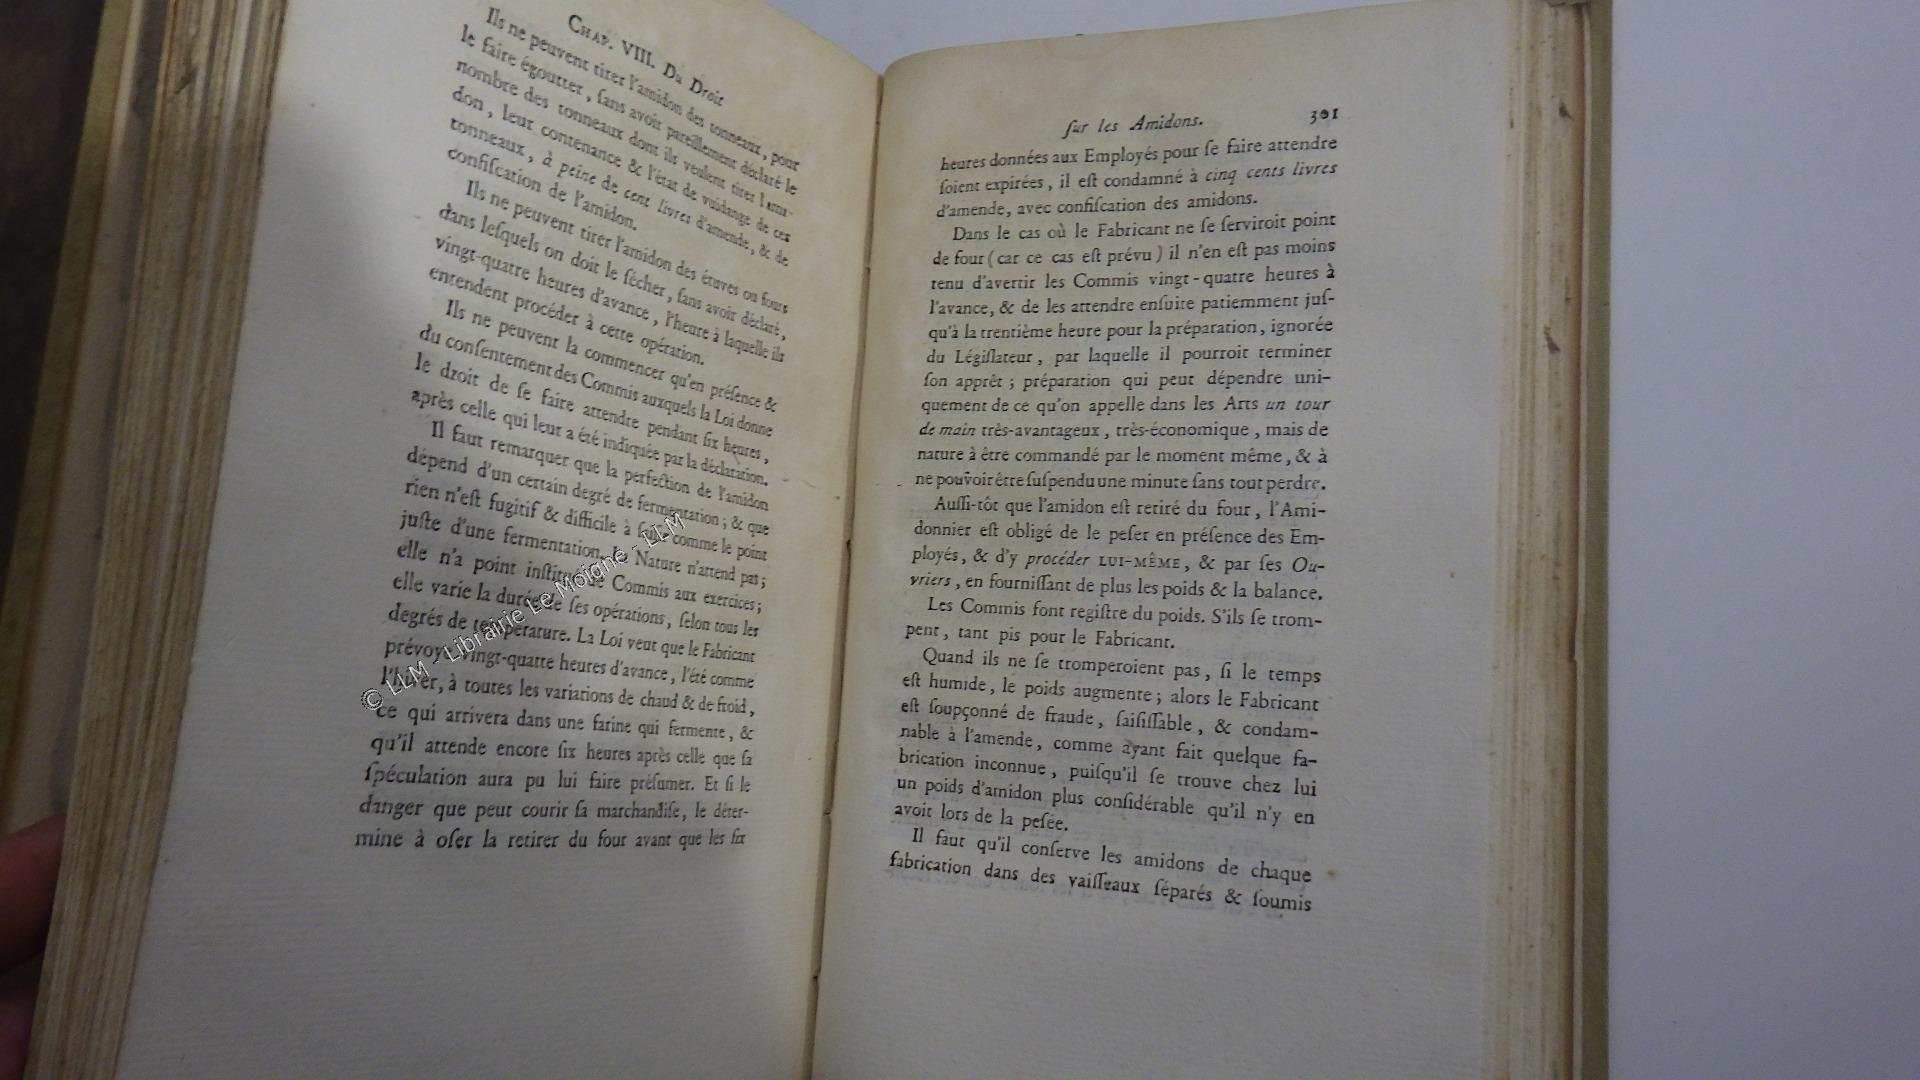 CHAP. VIII. Du Droit
Ils ne peuvent tirer l'amidon des tonneaux, pour
le faire égoutter, ſans avoir pareillement déclaré le
nombre des tonneaux dont ils veulent tirer l'ami-
don, leur contenance & l'état de vuidange de ces
tonneaux, à peine de cent livres d'amende, & de
confiſcation de l'amidon.
Ils ne peuvent tirer l'amidon des étuves ou fours
dans leſquels on doit le ſécher, ſans avoir déclaré,
vingt-quatre heures d'avance, l'heure à laquelle ils
entendent procéder à cette opération.
Ils ne peuvent la commencer qu'en préſence &
du conſentement des Commis auxquels la Loi donne
le droit de ſe faire attendre pendant ſix heures,
après celle qui leur a été indiquée par la déclaration.
Il faut remarquer que la perfection de l'amidon
dépend d'un certain degré de fermentation; & que
rien n'eſt fugitif & difficile à ſaiſir comme le point
juſte d'une fermentation. La Nature n'attend pas;
elle n'a point inſtitué de Commis aux exercices;
elle varie la durée de ſes opérations, ſelon tous les
degrés de température. La Loi veut que le Fabricant
prévoye vingt-quatre heures d'avance, l'été comme
l'hiver, à toutes les variations de chaud & de froid,
ce qui arrivera dans une farine qui fermente, &
qu'il attende encore ſix heures après celle que ſa
ſpéculation aura pu lui faire préſumer. Et ſi le
danger que peut courir ſa marchandiſe, le déter-
mine à oſer la retirer du four avant que les ſix
© LLM - Librairie Le Moigne - LLM
ſur les Amidons. 301
heures données aux Employés pour ſe faire attendre
ſoient expirées, il eſt condamné à cinq cents livres
d'amende, avec confiſcation des amidons.
Dans le cas où le Fabricant ne ſe ſerviroit point
de four (car ce cas eſt prévu) il n'en eſt pas moins
tenu d'avertir les Commis vingt-quatre heures à
l'avance, & de les attendre enſuite patiemment juſ-
qu'à la trentième heure pour la préparation, ignorée
du Légiſlateur, par laquelle il pourroit terminer
ſon apprêt; préparation qui peut dépendre uni-
quement de ce qu'on appelle dans les Arts un tour
de main très-avantageux, très-économique, mais de
nature à être commandé par le moment même, & à
ne pouvoir être ſuſpendu une minute ſans tout perdre.
Auſſi-tôt que l'amidon eſt retiré du four, l'Ami-
donnier eſt obligé de le peſer en préſence des Em-
ployés, & d'y procéder LUI-MÊME, & par ſes Ou-
vriers, en fourniſſant de plus les poids & la balance.
Les Commis font regiſtre du poids. S'ils ſe trom-
pent, tant pis pour le Fabricant.
Quand ils ne ſe tromperoient pas, ſi le temps
eſt humide, le poids augmente; alors le Fabricant
eſt ſoupçonné de fraude, ſaiſiſſable, & condam-
nable à l'amende, comme ayant fait quelque fa-
brication inconnue, puiſqu'il ſe trouve chez lui
un poids d'amidon plus conſidérable qu'il n'y en
avoit lors de la peſée.
Il faut qu'il conſerve les amidons de chaque
fabrication dans des vaiſſeaux ſéparés & ſoumis